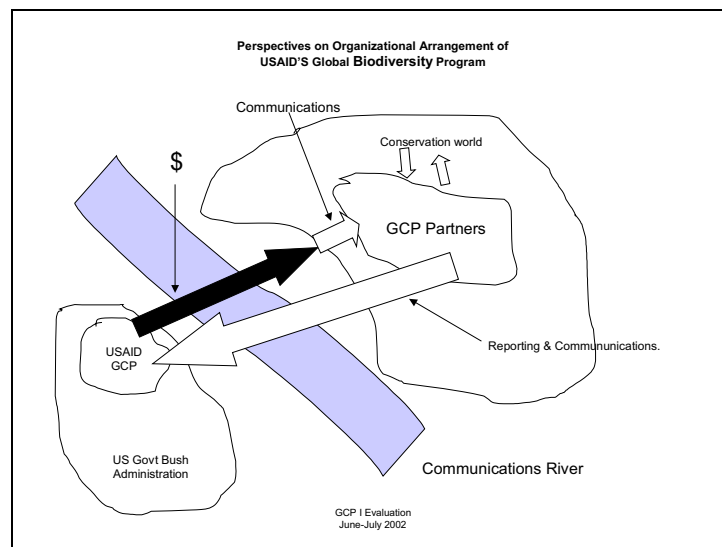 Perspectives on Organizational Arrangement of
USAID'S Global Biodiversity Program
Communications
Conservation world
$
GCP Partners
USAID
GCP
Reporting & Commununications.
US Govt Bush
Administration
Communications River
GCP I Evaluation
June-July 2002